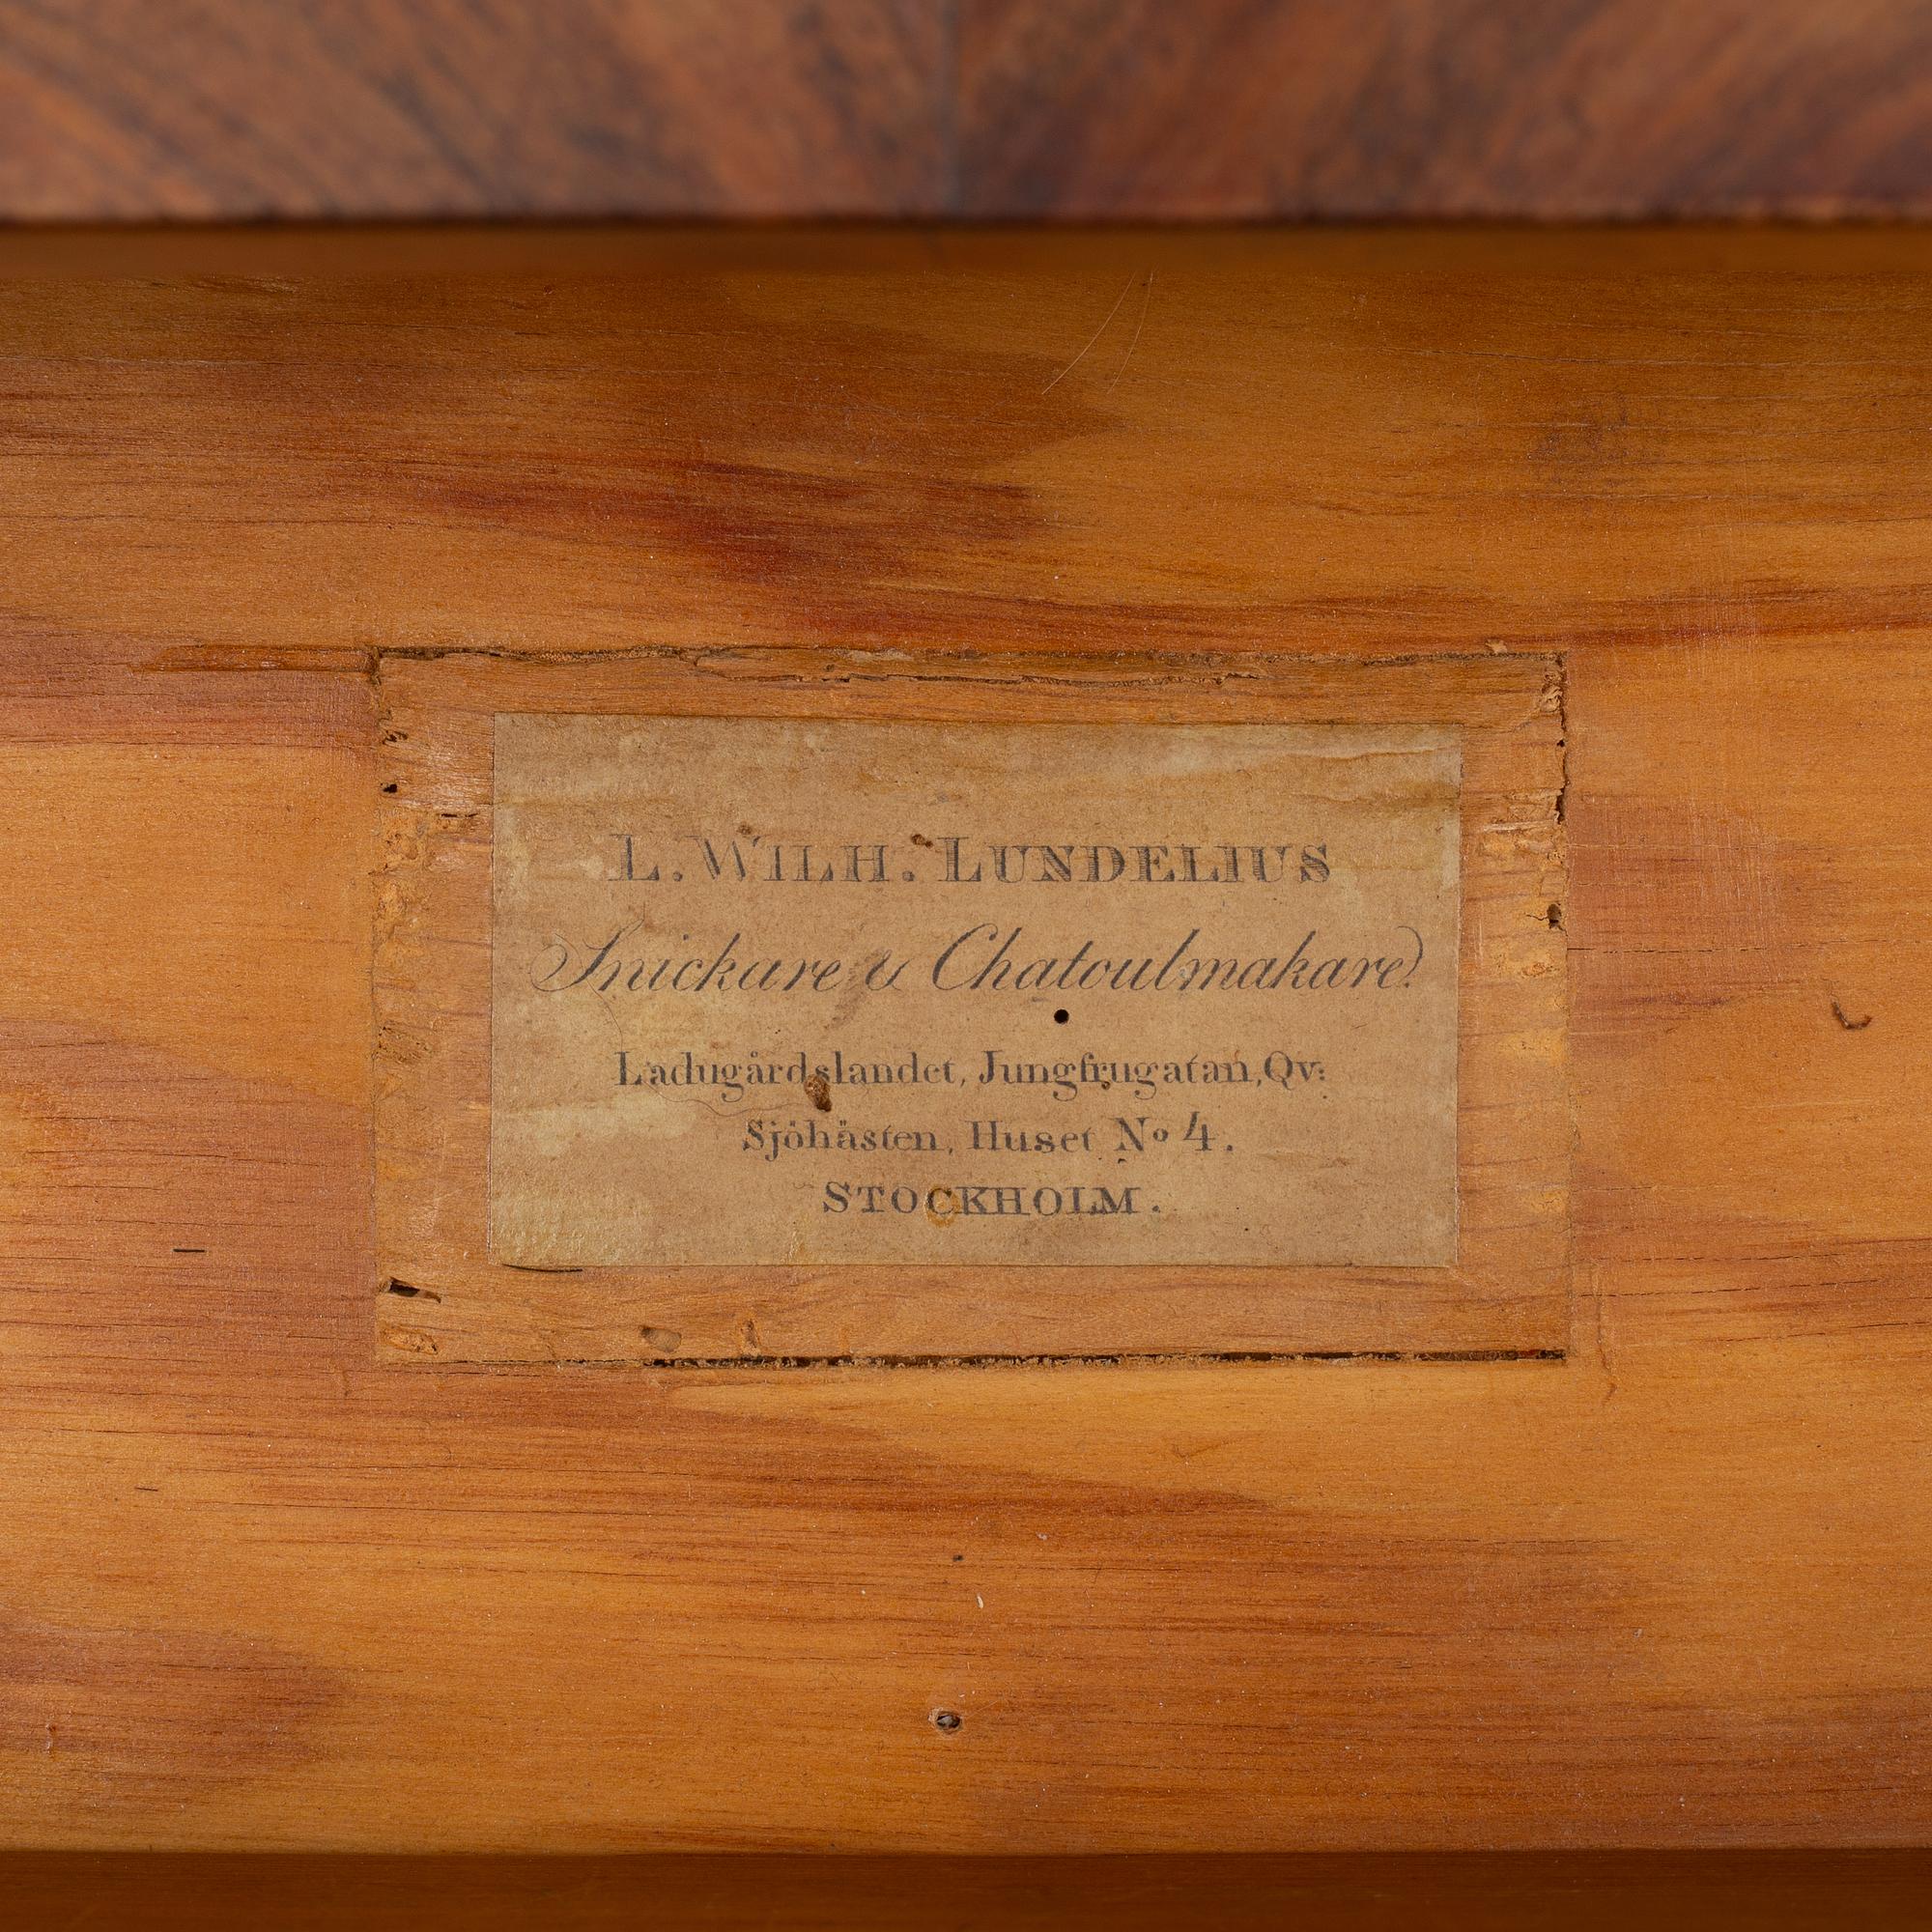 L. WILH. LUNDELIUS
Snickare & Chatoulmakare.
Ladugårdslandet, Jungfrugatan, Qv:
Sjöhästen, Huset No 4.
STOCKHOLM.